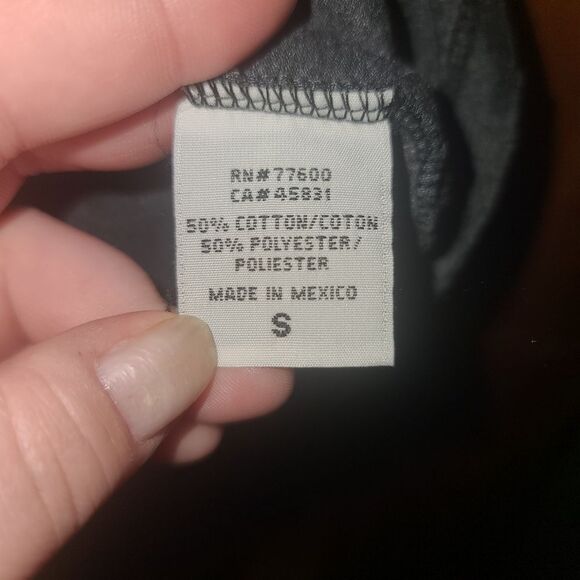 RN#77600
CA#45831
50% COTTON/COTON
50% POLYESTER/
POLIESTER
MADE IN MEXICO
S